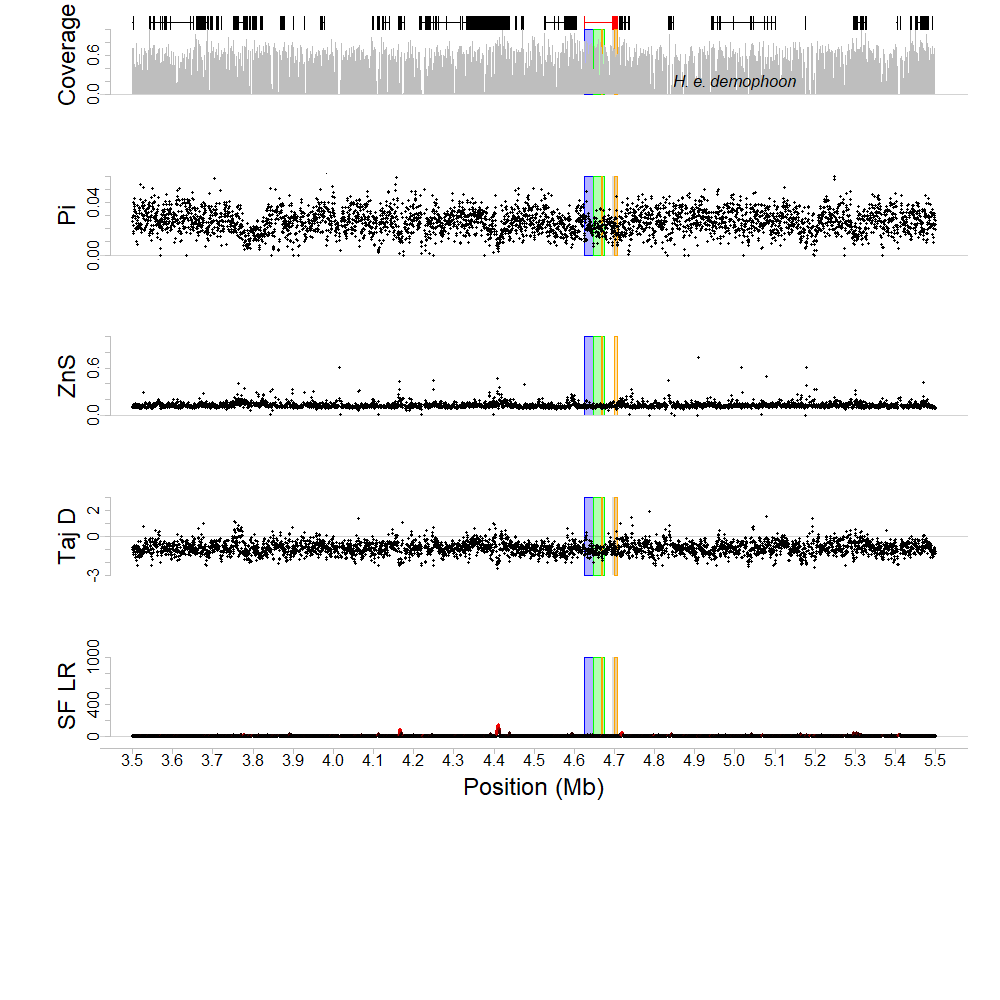 Coverage
0.6
0.0
H. e. demophoon
Pi
0.04
0.00
ZnS
0.6
0.0
Taj D
2
0
-3
SF LR
1000
400
0
3.5 3.6 3.7 3.8 3.9 4.0 4.1 4.2 4.3 4.4 4.5 4.6 4.7 4.8 4.9 5.0 5.1 5.2 5.3 5.4 5.5
Position (Mb)